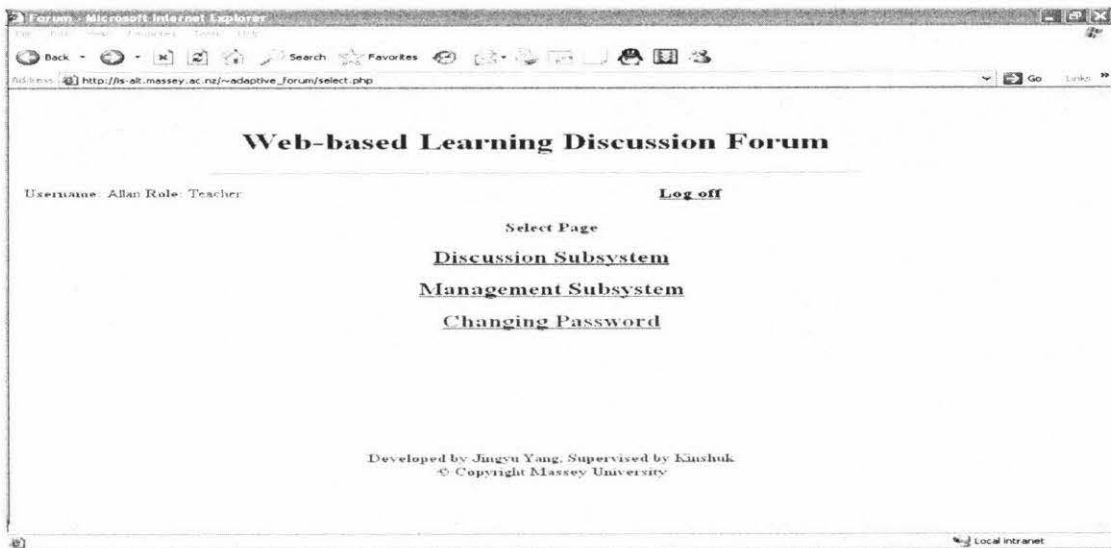 Forum - Microsoft Internet Explorer
Back Search Favorites
Address http://is-alt.massey.ac.nz/~adaptive_forum/select.php Go Links »
Web-based Learning Discussion Forum
Username: Allan Role: Teacher Log off
Select Page
Discussion Subsystem
Management Subsystem
Changing Password
Developed by Jingyu Yang, Supervised by Kinshuk
© Copyright Massey University
Local intranet